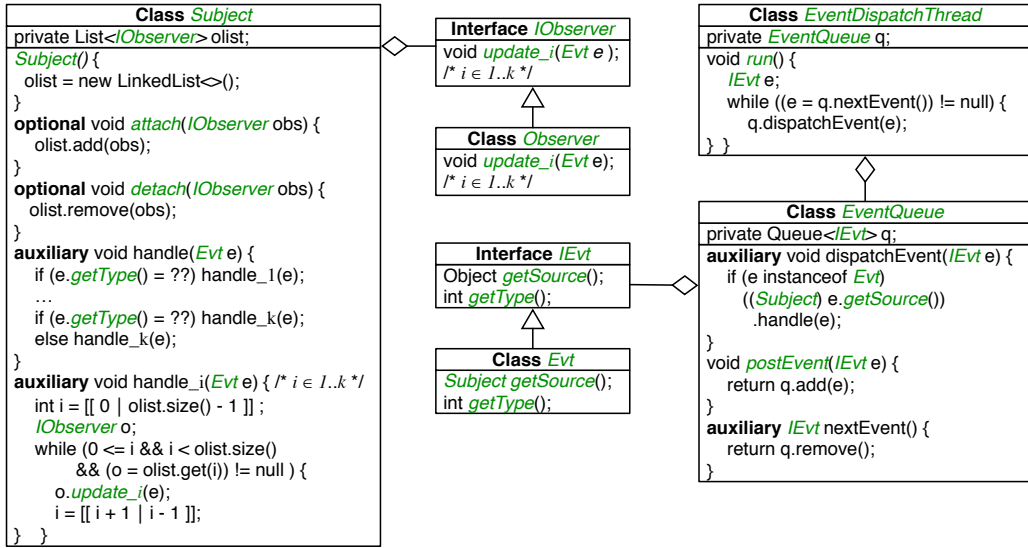 Class Subject
private List<IObserver> olist;
Subject() {
olist = new LinkedList<>();
}
optional void attach(IObserver obs) {
olist.add(obs);
}
optional void detach(IObserver obs) {
olist.remove(obs);
}
auxiliary void handle(Evt e) {
if (e.getType() = ??) handle_1(e);
...
if (e.getType() = ??) handle_k(e);
else handle_k(e);
}
auxiliary void handle_i(Evt e) { /* i ∈ 1..k */
int i = [[ 0 | olist.size() - 1 ]] ;
IObserver o;
while (0 <= i && i < olist.size()
&& (o = olist.get(i)) != null ) {
o.update_i(e);
i = [[ i + 1 | i - 1 ]];
} }
Interface IObserver
void update_i(Evt e );
/* i ∈ 1..k */
Class Observer
void update_i(Evt e);
/* i ∈ 1..k */
Interface IEvt
Object getSource();
int getType();
Class Evt
Subject getSource();
int getType();
Class EventDispatchThread
private EventQueue q;
void run() {
IEvt e;
while ((e = q.nextEvent()) != null) {
q.dispatchEvent(e);
} }
Class EventQueue
private Queue<IEvt> q;
auxiliary void dispatchEvent(IEvt e) {
if (e instanceof Evt)
((Subject) e.getSource())
.handle(e);
}
void postEvent(IEvt e) {
return q.add(e);
}
auxiliary IEvt nextEvent() {
return q.remove();
}